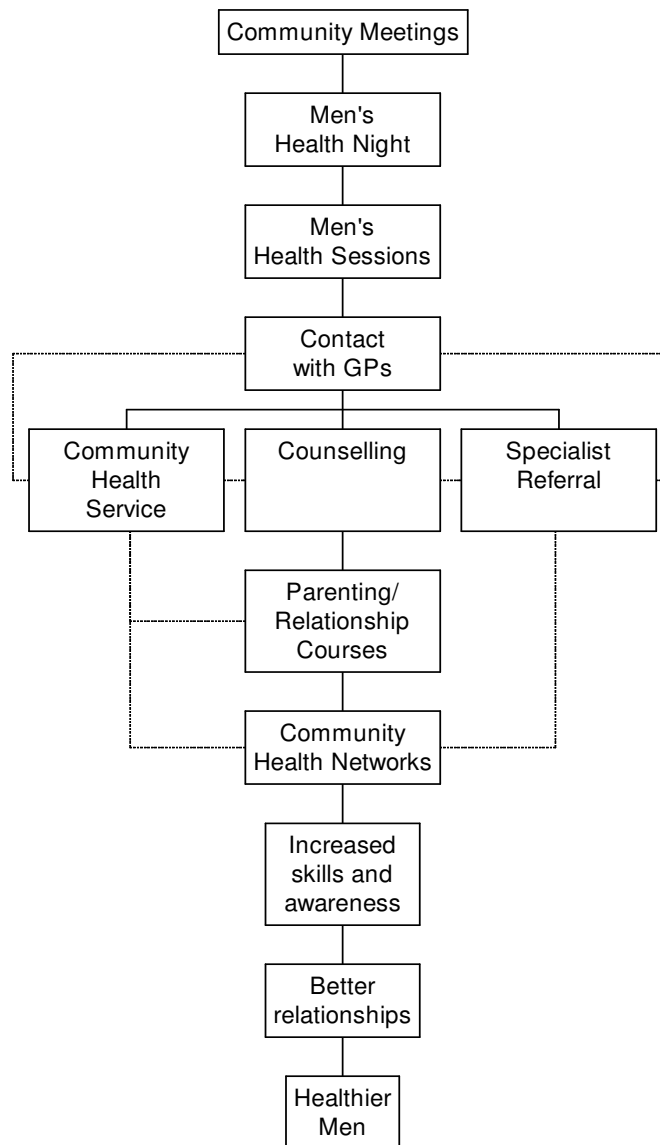 Community Meetings
Men's
Health Night
Men's
Health Sessions
Contact
with GPs
Community
Health
Service
Counselling
Specialist
Referral
Parenting/
Relationship
Courses
Community
Health Networks
Increased
skills and
awareness
Better
relationships
Healthier
Men